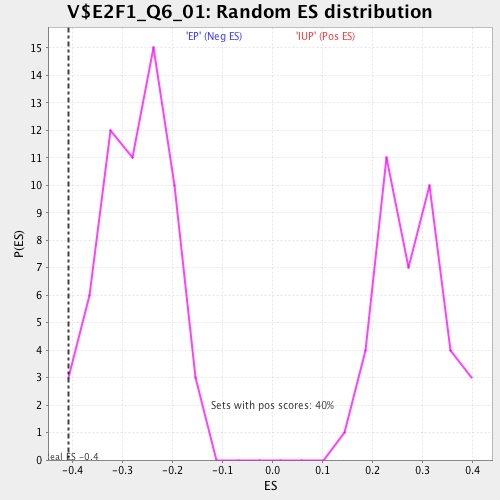 V$E2F1_Q6_01: Random ES distribution
'EP' (Neg ES) 'IUP' (Pos ES)
15
14
13
12
11
10
9
8
7
6
5
4
3
2
1
0
P(ES)
Sets with pos scores: 40%
eal ES -0.4
-0.4 -0.3 -0.2 -0.1 0.0 0.1 0.2 0.3 0.4
ES